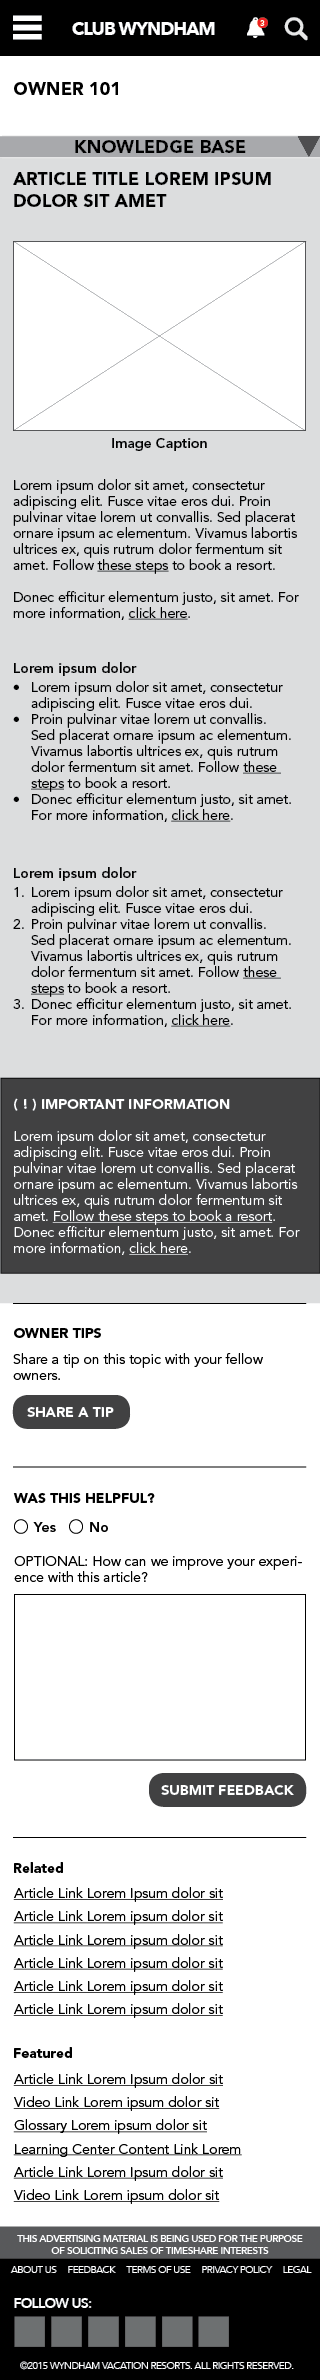 CLUB WYNDHAM
3
OWNER 101
KNOWLEDGE BASE
ARTICLE TITLE LOREM IPSUM
DOLOR SIT AMET
Image Caption
Lorem ipsum dolor sit amet, consectetur
adipiscing elit. Fusce vitae eros dui. Proin
pulvinar vitae lorem ut convallis. Sed placerat
ornare ipsum ac elementum. Vivamus labortis
ultrices ex, quis rutrum dolor fermentum sit
amet. Follow these steps to book a resort.
Donec efficitur elementum justo, sit amet. For
more information, click here.
Lorem ipsum dolor
• Lorem ipsum dolor sit amet, consectetur
adipiscing elit. Fusce vitae eros dui.
• Proin pulvinar vitae lorem ut convallis.
Sed placerat ornare ipsum ac elementum.
Vivamus labortis ultrices ex, quis rutrum
dolor fermentum sit amet. Follow these
steps to book a resort.
• Donec efficitur elementum justo, sit amet.
For more information, click here.
Lorem ipsum dolor
1. Lorem ipsum dolor sit amet, consectetur
adipiscing elit. Fusce vitae eros dui.
2. Proin pulvinar vitae lorem ut convallis.
Sed placerat ornare ipsum ac elementum.
Vivamus labortis ultrices ex, quis rutrum
dolor fermentum sit amet. Follow these
steps to book a resort.
3. Donec efficitur elementum justo, sit amet.
For more information, click here.
( ! ) IMPORTANT INFORMATION
Lorem ipsum dolor sit amet, consectetur
adipiscing elit. Fusce vitae eros dui. Proin
pulvinar vitae lorem ut convallis. Sed placerat
ornare ipsum ac elementum. Vivamus labortis
ultrices ex, quis rutrum dolor fermentum sit
amet. Follow these steps to book a resort.
Donec efficitur elementum justo, sit amet. For
more information, click here.
OWNER TIPS
Share a tip on this topic with your fellow
owners.
SHARE A TIP
WAS THIS HELPFUL?
Yes No
OPTIONAL: How can we improve your experi-
ence with this article?
SUBMIT FEEDBACK
Related
Article Link Lorem Ipsum dolor sit
Article Link Lorem ipsum dolor sit
Article Link Lorem ipsum dolor sit
Article Link Lorem ipsum dolor sit
Article Link Lorem ipsum dolor sit
Article Link Lorem ipsum dolor sit
Featured
Article Link Lorem Ipsum dolor sit
Video Link Lorem ipsum dolor sit
Glossary Lorem ipsum dolor sit
Learning Center Content Link Lorem
Article Link Lorem Ipsum dolor sit
Video Link Lorem ipsum dolor sit
THIS ADVERTISING MATERIAL IS BEING USED FOR THE PURPOSE
OF SOLICITING SALES OF TIMESHARE INTERESTS
ABOUT US FEEDBACK TERMS OF USE PRIVACY POLICY LEGAL
FOLLOW US:
©2015 WYNDHAM VACATION RESORTS. ALL RIGHTS RESERVED.